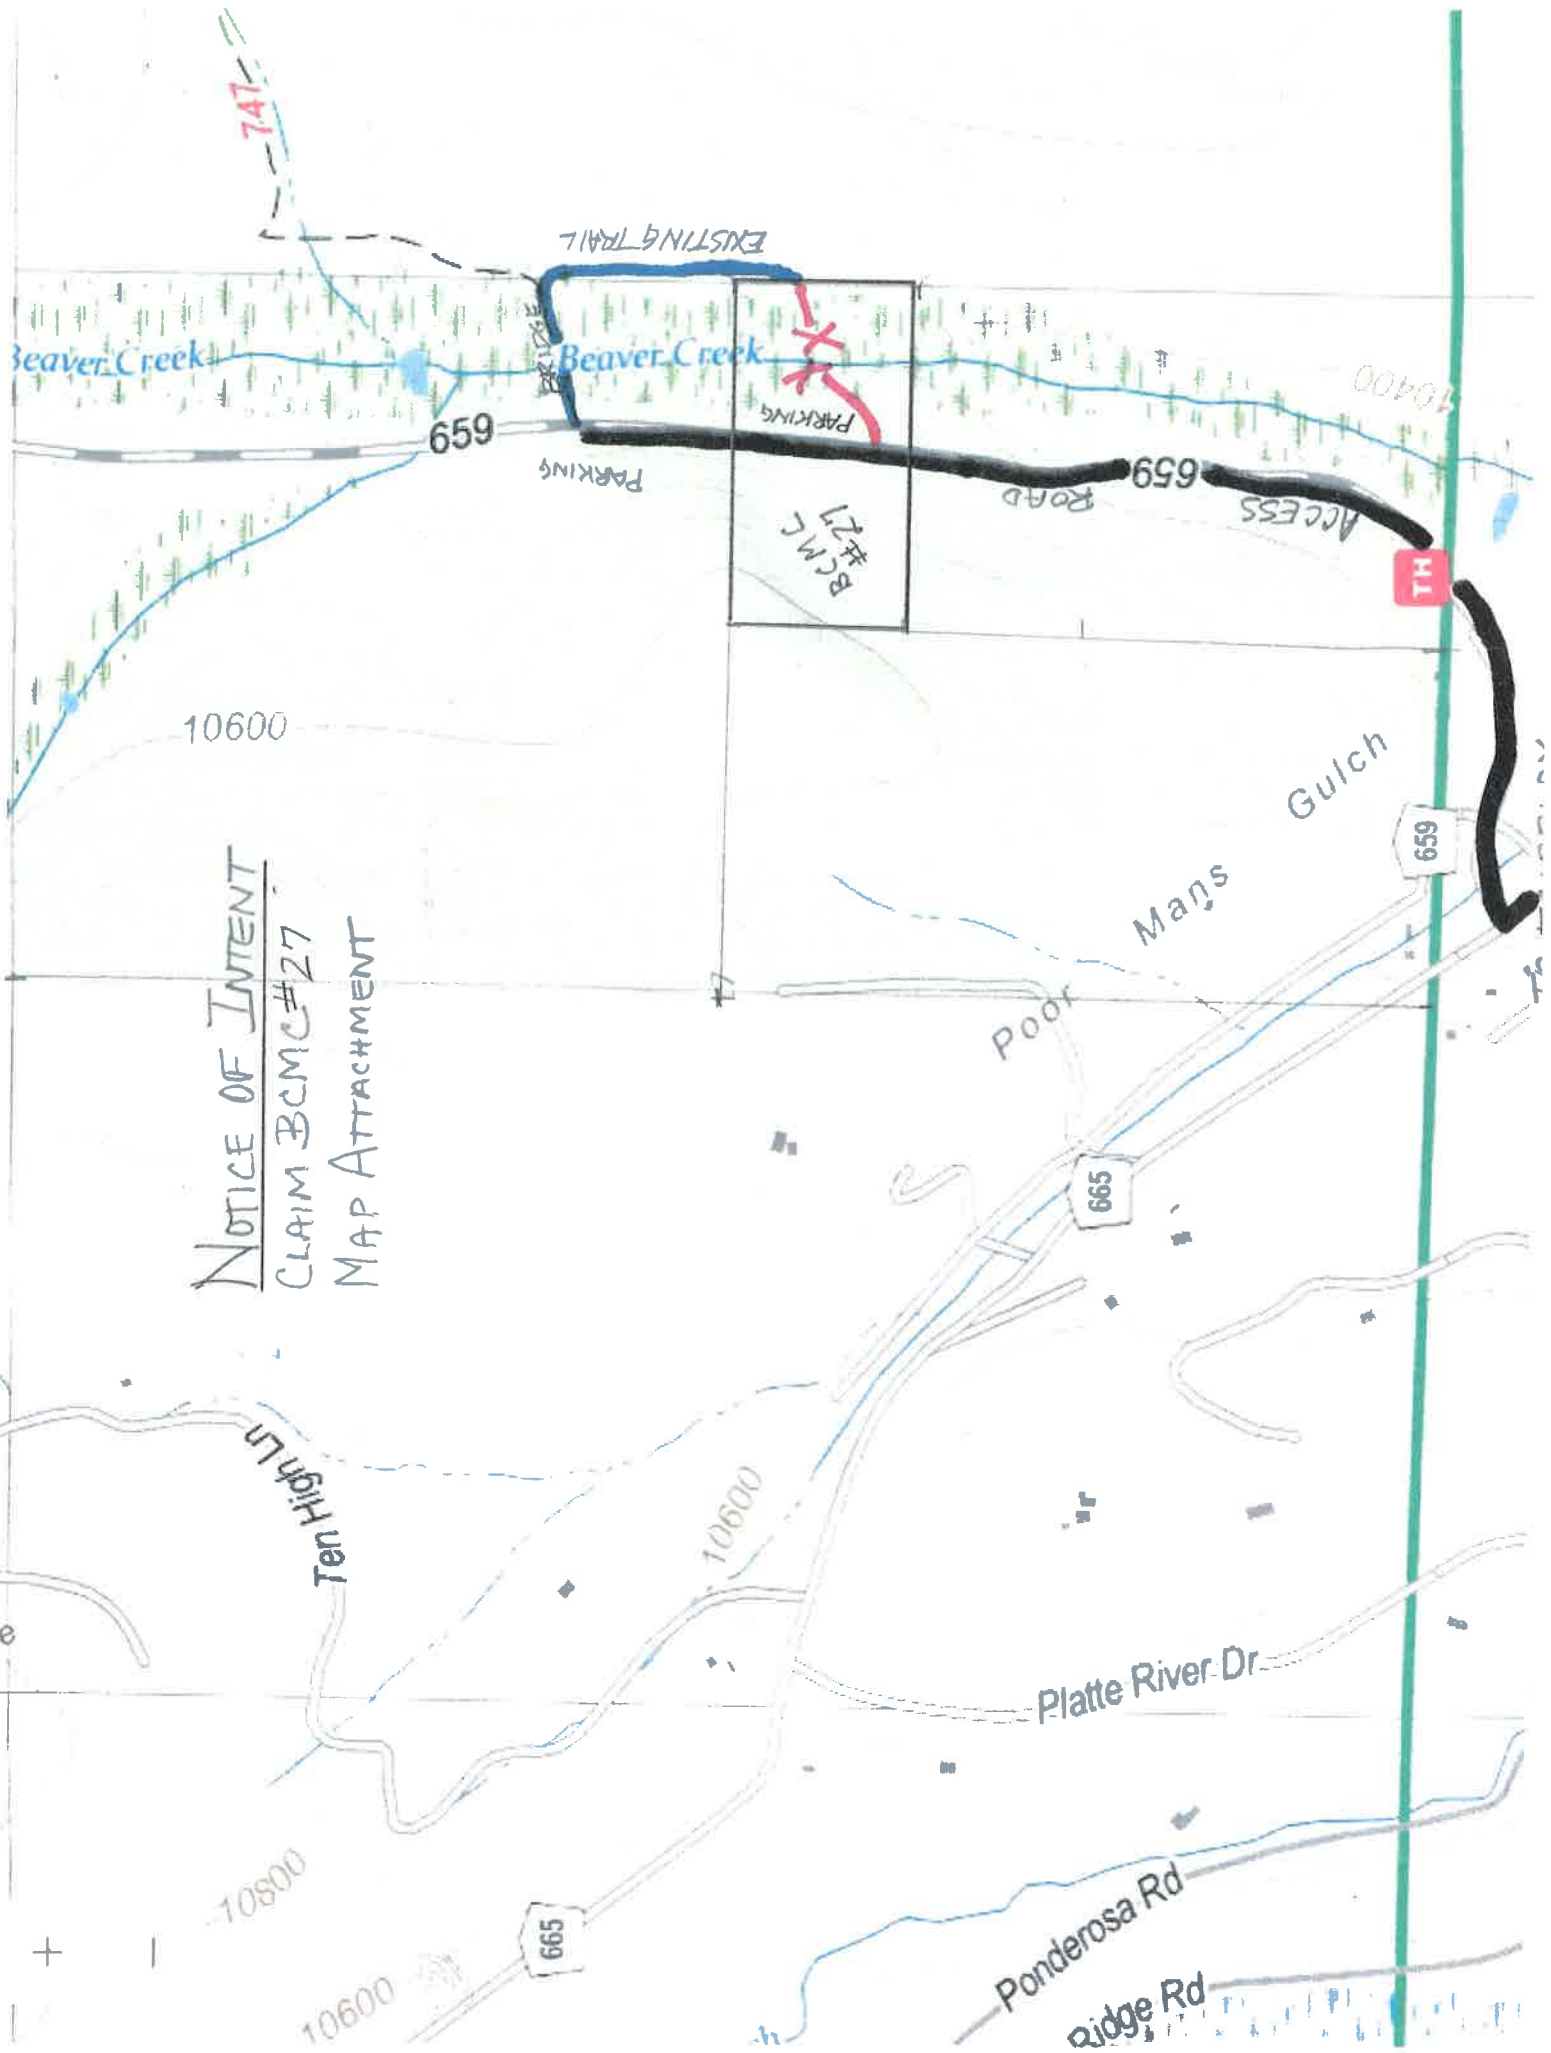 747
EXISTING TRAIL
BRIDGE
Beaver Creek
Beaver Creek
659
PARKING
PARKING
BCMC
#27
ROAD
659
ACCESS
10400
TH
10600
NOTICE OF INTENT
CLAIM BCMC #27
MAP ATTACHMENT
Poor Mans Gulch
659
665
Ten High Ln
10600
Platte River Dr
10800
665
10600
Ponderosa Rd
Ridge Rd